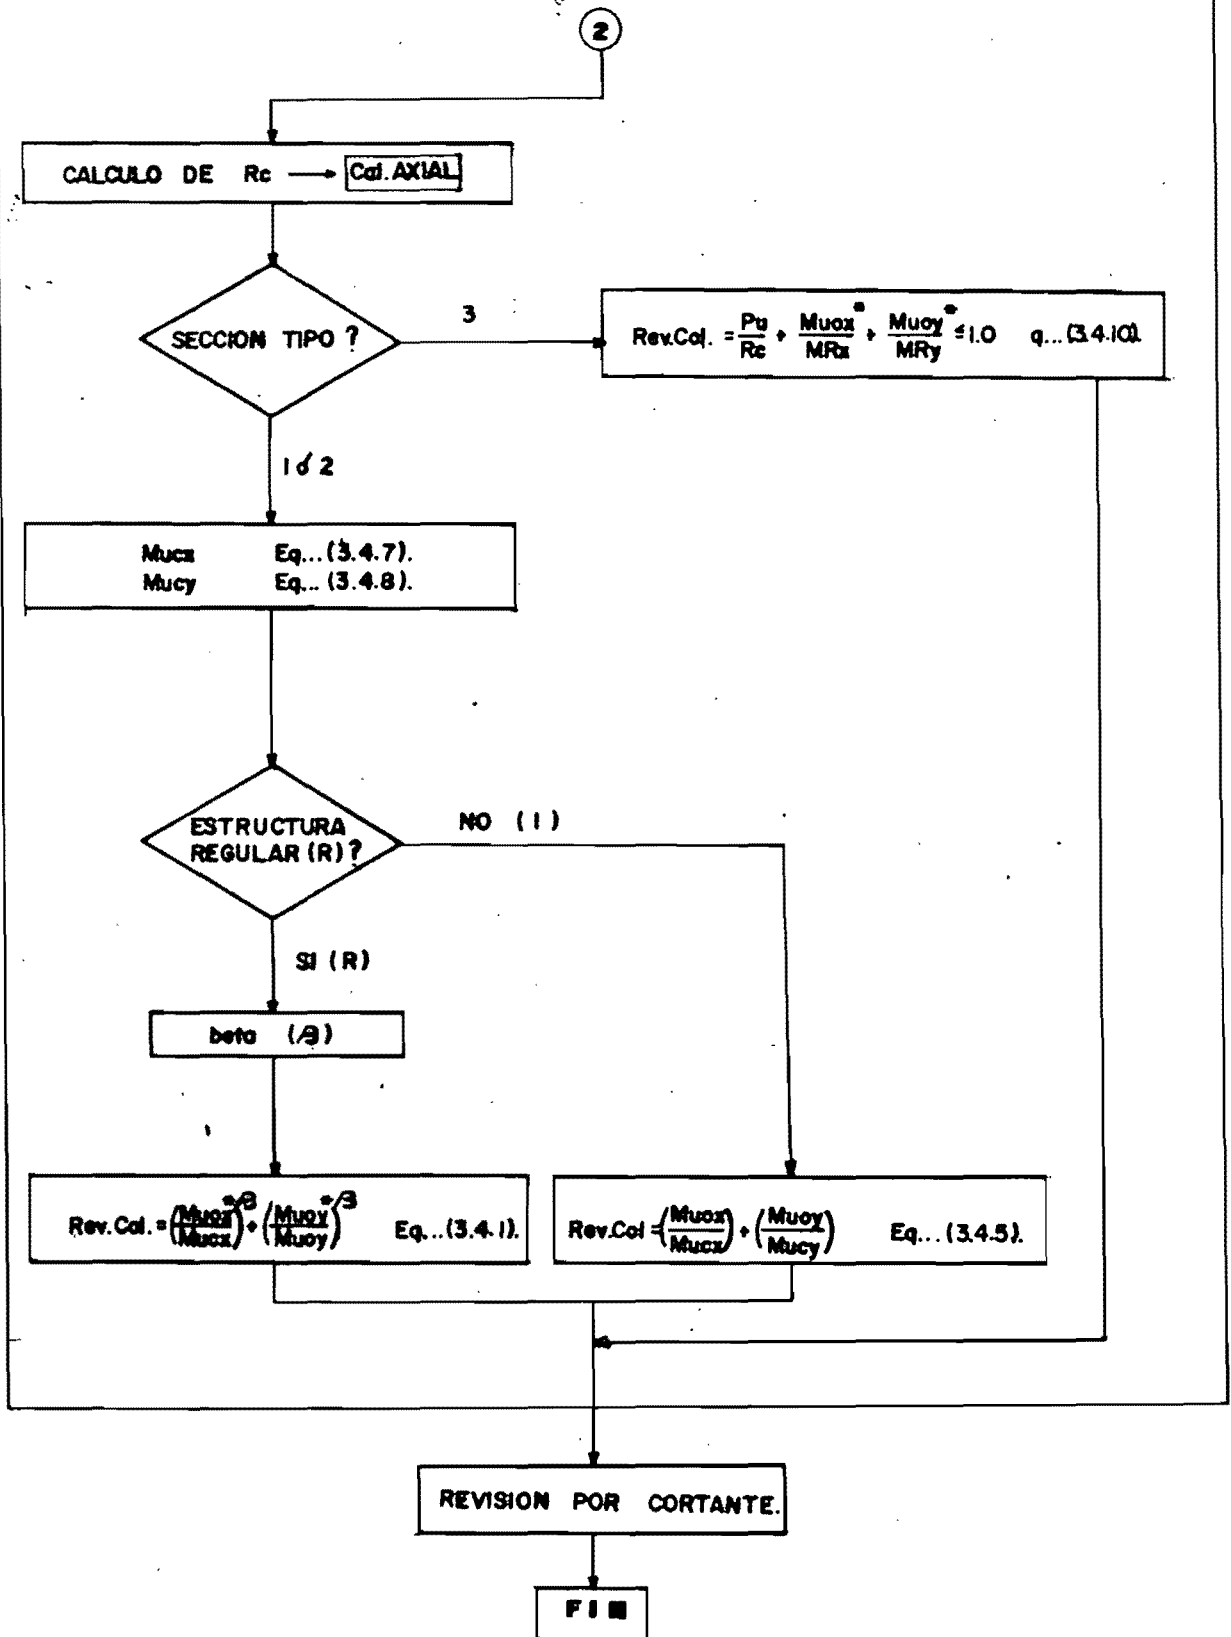 2
CALCULO DE Rc → Cal. AXIAL
SECCION TIPO ?
3
Rev.Col. = Pu/Rc + Muox*/MRx + Muoy*/MRy ≤ 1.0 q...(3.4.10).
1 ó 2
Mucx Eq...(3.4.7).
Mucy Eq...(3.4.8).
ESTRUCTURA
REGULAR (R) ?
NO ( I )
SI ( R )
beta (β)
Rev.Col. = (Muox*/Mucx)^β + (Muoy*/Muoy)^β Eq...(3.4.1).
Rev.Col = (Muox/Mucx) + (Muoy/Mucy) Eq...(3.4.5).
REVISION POR CORTANTE.
FIN